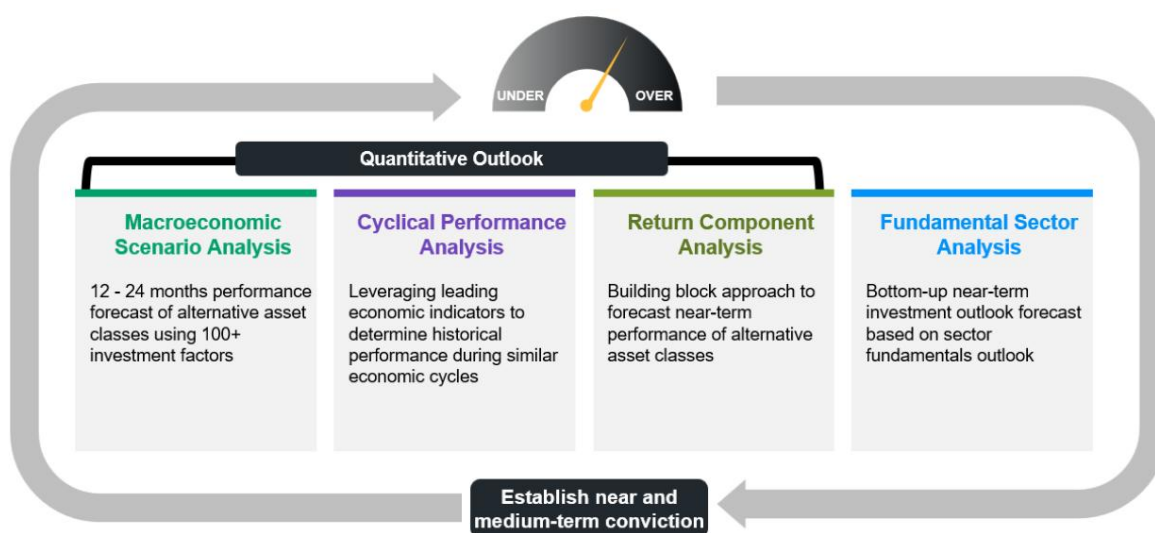 UNDER
OVER
Quantitative Outlook
Macroeconomic
Scenario Analysis
12 - 24 months performance
forecast of alternative asset
classes using 100+
investment factors
Cyclical Performance
Analysis
Leveraging leading
economic indicators to
determine historical
performance during similar
economic cycles
Return Component
Analysis
Building block approach to
forecast near-term
performance of alternative
asset classes
Fundamental Sector
Analysis
Bottom-up near-term
investment outlook forecast
based on sector
fundamentals outlook
Establish near and
medium-term conviction